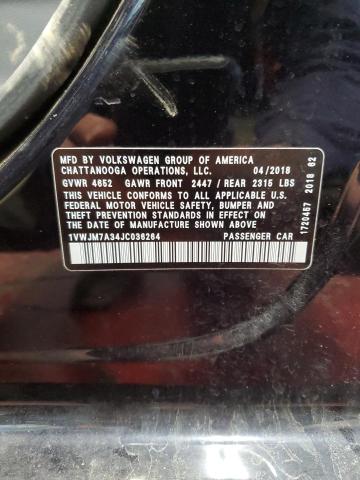 MFD BY VOLKSWAGEN GROUP OF AMERICA
CHATTANOOGA OPERATIONS, LLC. 04/2018
GVWR 4652 GAWR FRONT 2447 / REAR 2315 LBS
THIS VEHICLE CONFORMS TO ALL APPLICABLE U.S.
FEDERAL MOTOR VEHICLE SAFETY, BUMPER AND
THEFT PREVENTION STANDARDS IN EFFECT ON
THE DATE OF MANUFACTURE SHOWN ABOVE.
1VWJM7A34JC036264 PASSENGER CAR
1720457 2018 62